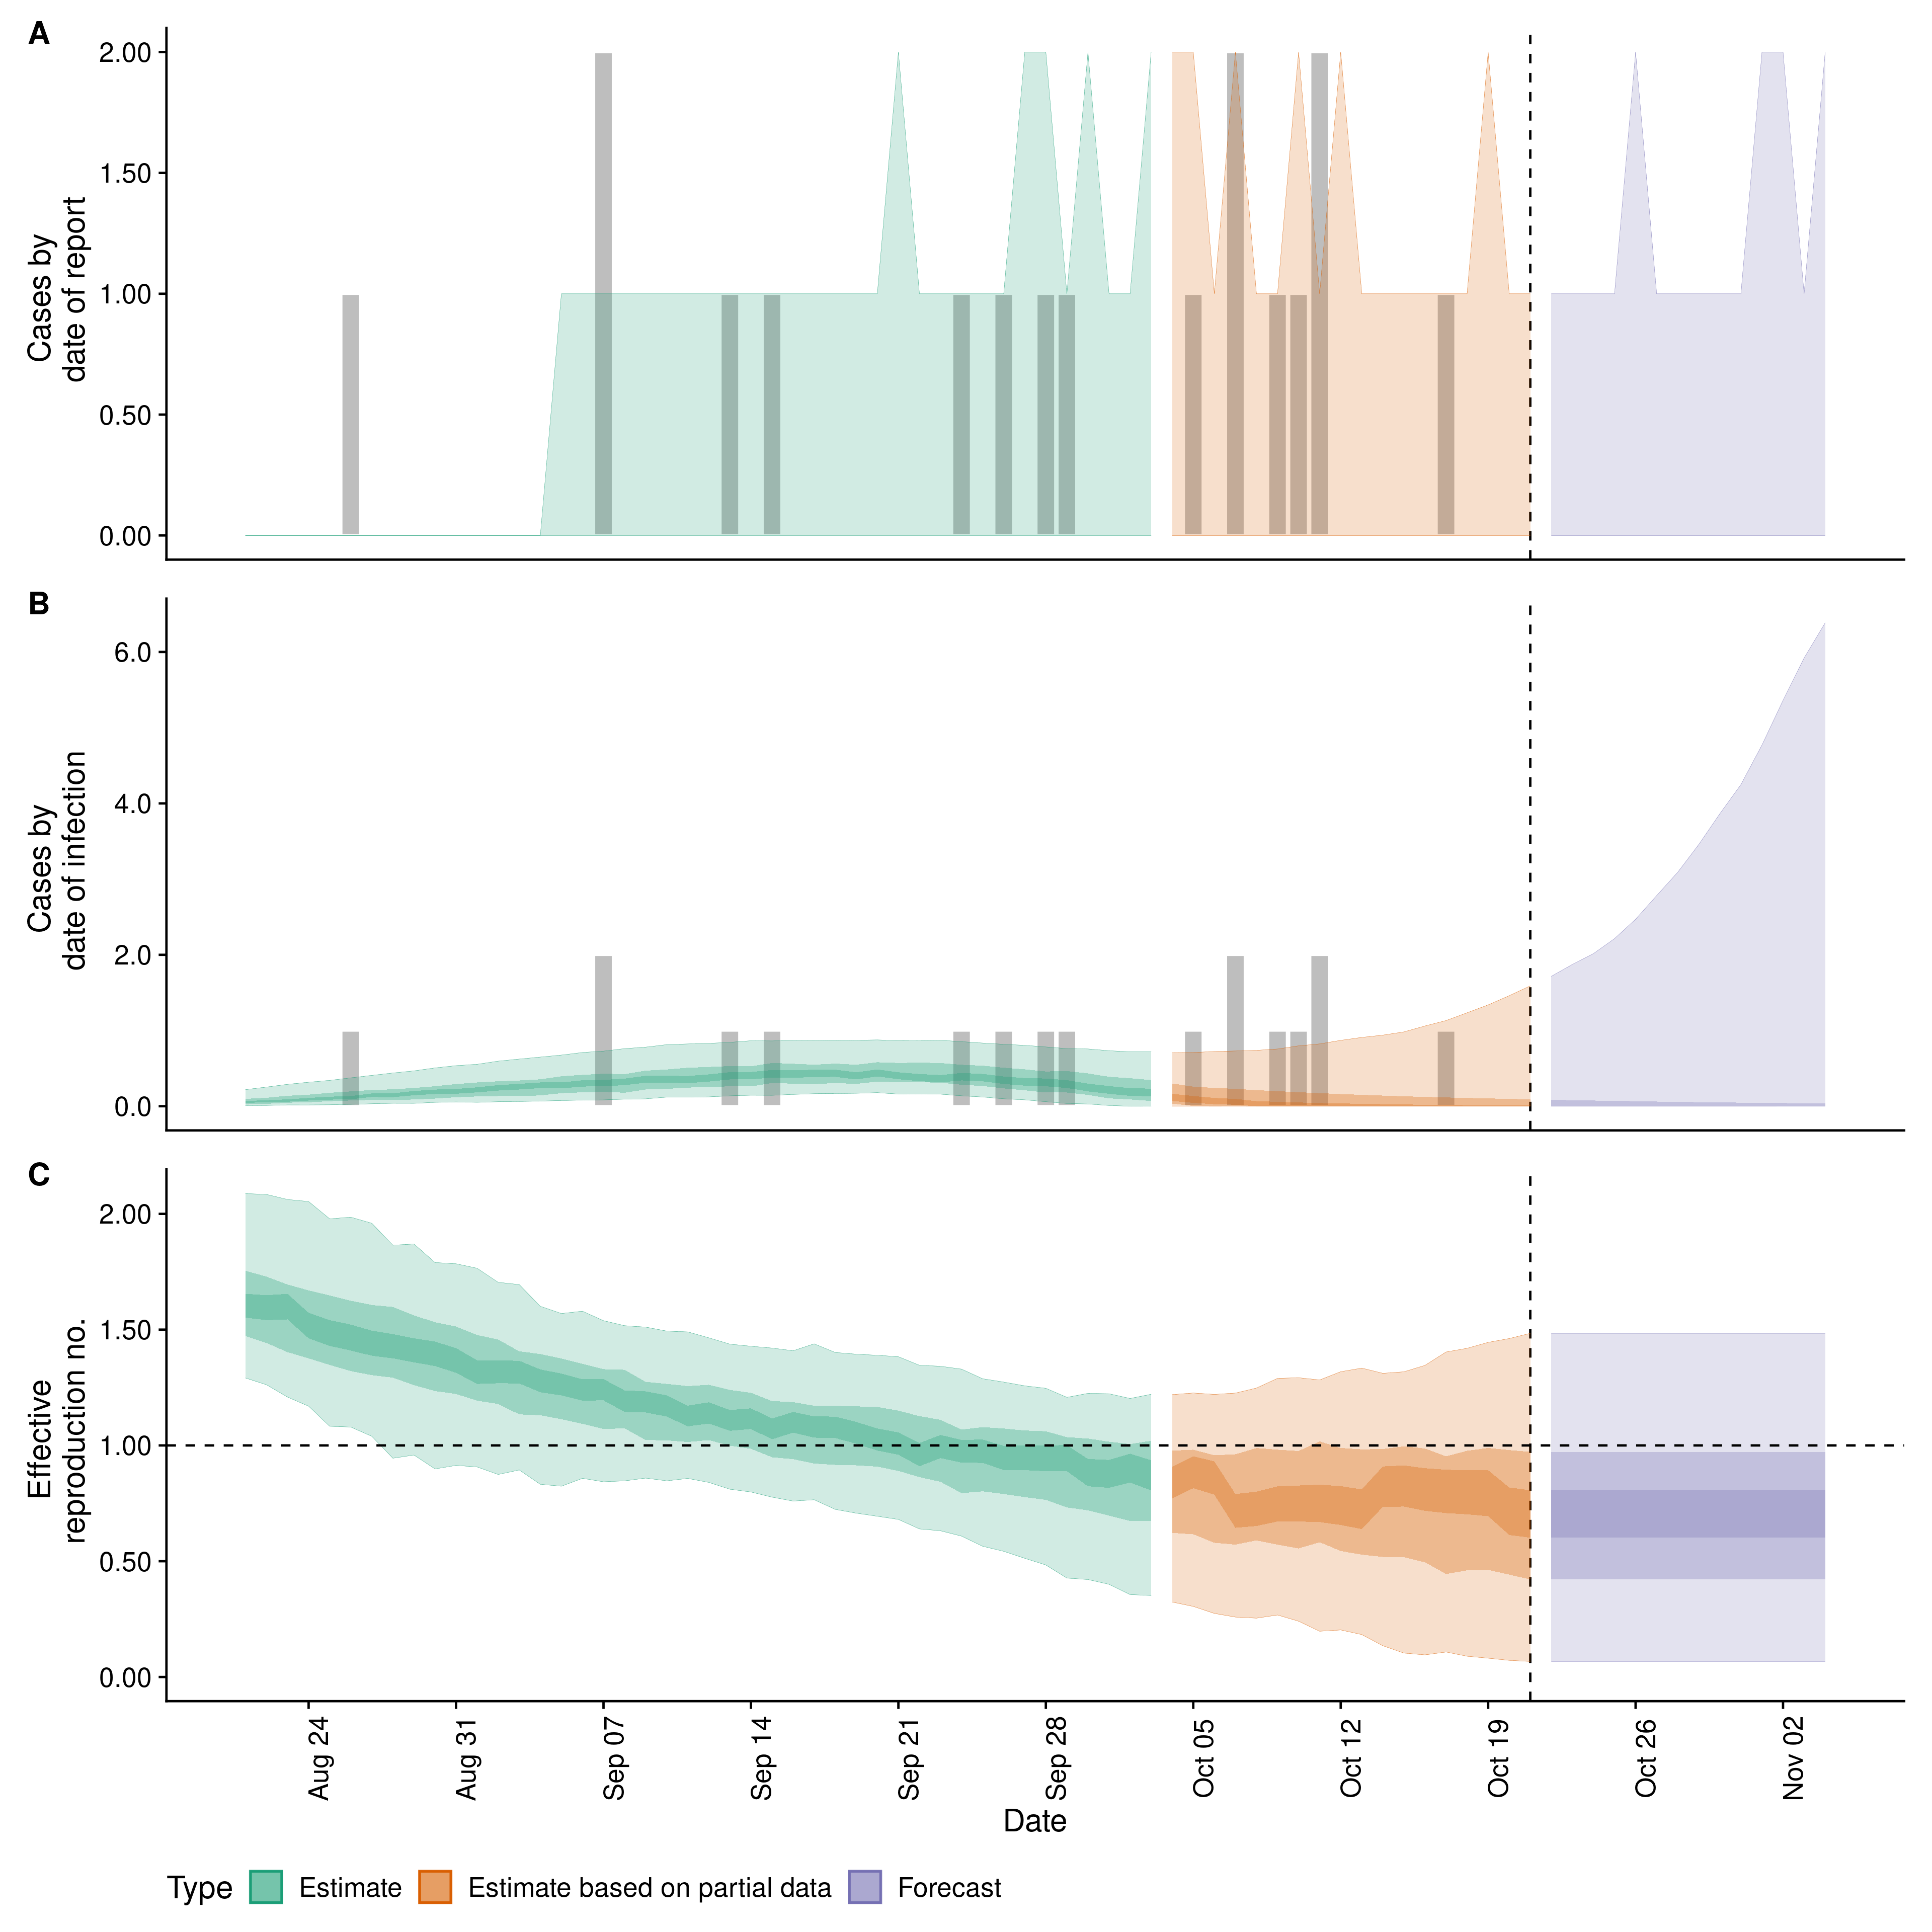 A
2.00
1.50
1.00
0.50
0.00
Cases by
date of report
B
6.0
4.0
2.0
0.0
Cases by
date of infection
C
2.00
1.50
1.00
0.50
0.00
Effective
reproduction no.
Aug 24
Aug 31
Sep 07
Sep 14
Sep 21
Sep 28
Oct 05
Oct 12
Oct 19
Oct 26
Nov 02
Date
Type Estimate Estimate based on partial data Forecast